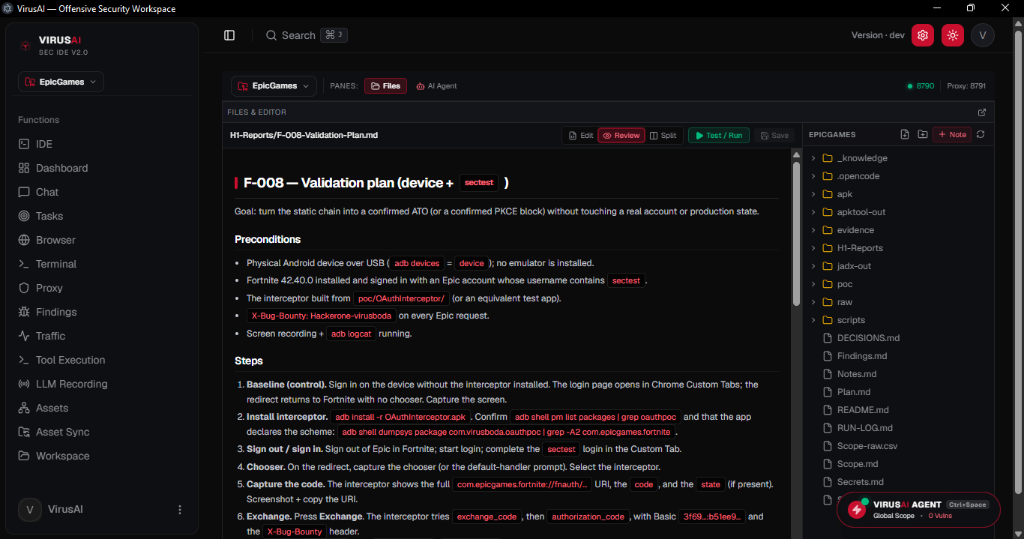 VirusAI — Offensive Security Workspace
VIRUSAI
SEC IDE V2.0
EpicGames
Functions
IDE
Dashboard
Chat
Tasks
Browser
Terminal
Proxy
Findings
Traffic
Tool Execution
LLM Recording
Assets
Asset Sync
Workspace
V VirusAI
Search ⌘ J
Version · dev
V
EpicGames
PANES:
Files
AI Agent
8790
Proxy: 8791
FILES & EDITOR
H1-Reports/F-008-Validation-Plan.md
Edit
Review
Split
Test / Run
Save
F-008 — Validation plan (device + sectest )
Goal: turn the static chain into a confirmed ATO (or a confirmed PKCE block) without touching a real account or production state.
Preconditions
• Physical Android device over USB ( adb devices = device ); no emulator is installed.
• Fortnite 42.40.0 installed and signed in with an Epic account whose username contains sectest .
• The interceptor built from poc/OAuthInterceptor/ (or an equivalent test app).
• X-Bug-Bounty: Hackerone-virusboda on every Epic request.
• Screen recording + adb logcat running.
Steps
1. Baseline (control). Sign in on the device without the interceptor installed. The login page opens in Chrome Custom Tabs; the
redirect returns to Fortnite with no chooser. Capture the screen.
2. Install interceptor. adb install -r OAuthInterceptor.apk . Confirm adb shell pm list packages | grep oauthpoc and that the app
declares the scheme: adb shell dumpsys package com.virusboda.oauthpoc | grep -A2 com.epicgames.fortnite .
3. Sign out / sign in. Sign out of Epic in Fortnite; start login; complete the sectest login in the Custom Tab.
4. Chooser. On the redirect, capture the chooser (or the default-handler prompt). Select the interceptor.
5. Capture the code. The interceptor shows the full com.epicgames.fortnite://fnauth/… URI, the code , and the state (if present).
Screenshot + copy the URI.
6. Exchange. Press Exchange. The interceptor tries exchange_code , then authorization_code , with Basic 3f69…:b51ee9… and
the X-Bug-Bounty header.
EPICGAMES
+ Note
_knowledge
.opencode
apk
apktool-out
evidence
H1-Reports
jadx-out
poc
raw
scripts
DECISIONS.md
Findings.md
Notes.md
Plan.md
README.md
RUN-LOG.md
Scope-raw.csv
Scope.md
Secrets.md
VIRUSAI AGENT Ctrl+Space
Global Scope • 0 Vulns